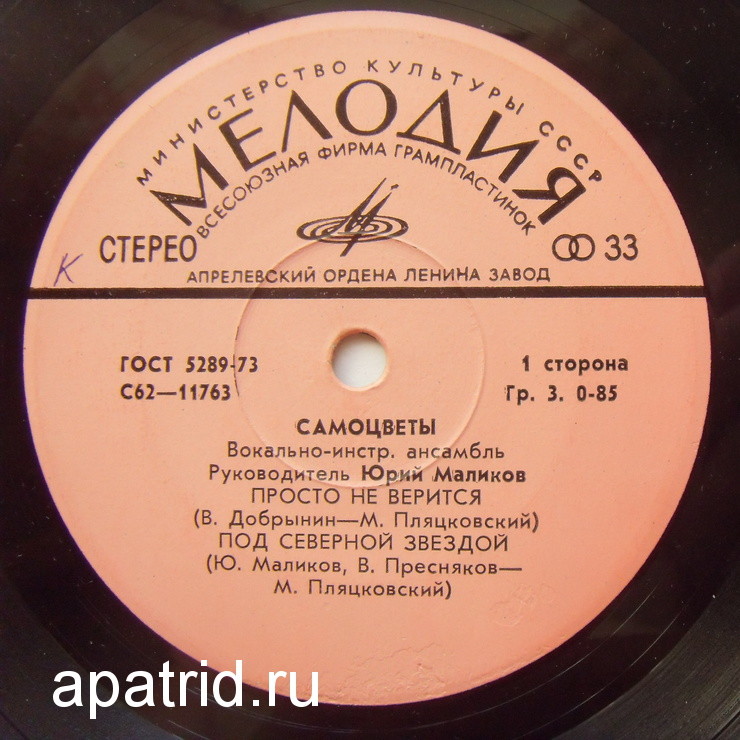 МИНИСТЕРСТВО КУЛЬТУРЫ СССР
МЕЛОДИЯ
ВСЕСОЮЗНАЯ ФИРМА ГРАМПЛАСТИНОК
СТЕРЕО
33
К
АПРЕЛЕВСКИЙ ОРДЕНА ЛЕНИНА ЗАВОД
ГОСТ 5289-73
1 сторона
С62—11763
Гр. 3. 0-85
САМОЦВЕТЫ
Вокально-инстр. ансамбль
Руководитель Юрий Маликов
ПРОСТО НЕ ВЕРИТСЯ
(В. Добрынин—М. Пляцковский)
ПОД СЕВЕРНОЙ ЗВЕЗДОЙ
(Ю. Маликов, В. Пресняков—
М. Пляцковский)
apatrid.ru